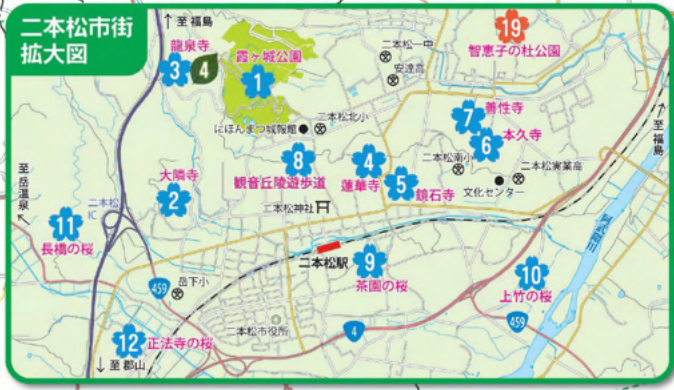 二本松市街
拡大図
↑至福島
龍泉寺
3
4
霞ヶ城公園
1
二本松一中
安達高
19
智恵子の杜公園
にほんまつ城報館
二本松北小
7
善性寺
6
本久寺
至福島
至岳温泉
大隣寺
2
8
観音丘陵遊歩道
4
蓮華寺
5
鏡石寺
二本松南小
二本松実業高
文化センター
二本松
IC
二本松神社
11
長橋の桜
二本松駅
9
茶園の桜
阿武隈川
10
上竹の桜
459
岳下小
二本松市役所
4
459
12
正法寺の桜
↓至郡山